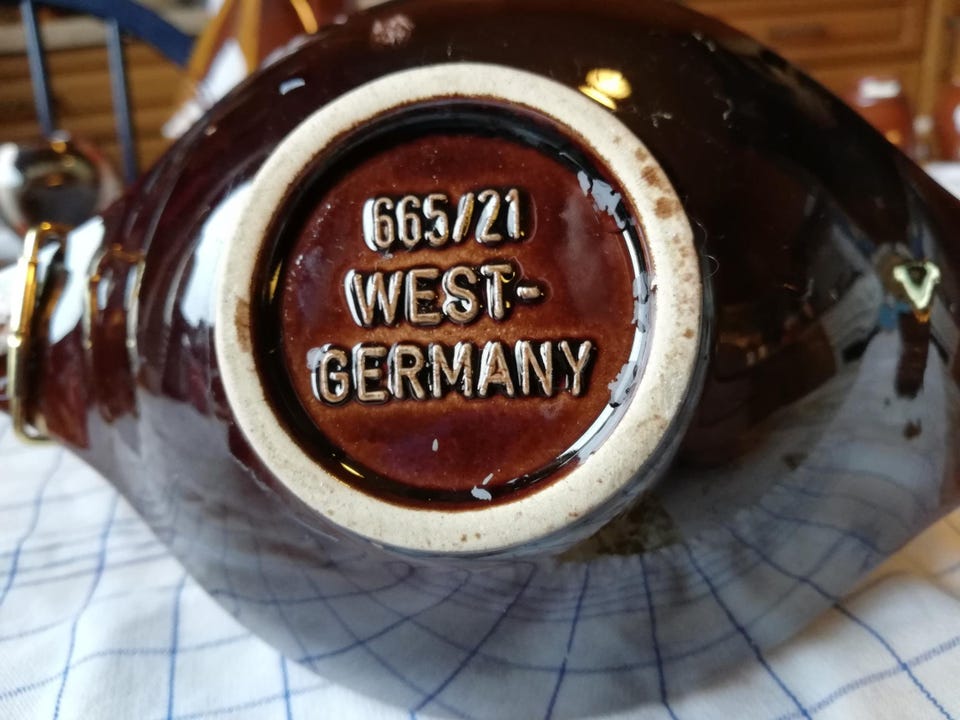 665/21
WEST-
GERMANY